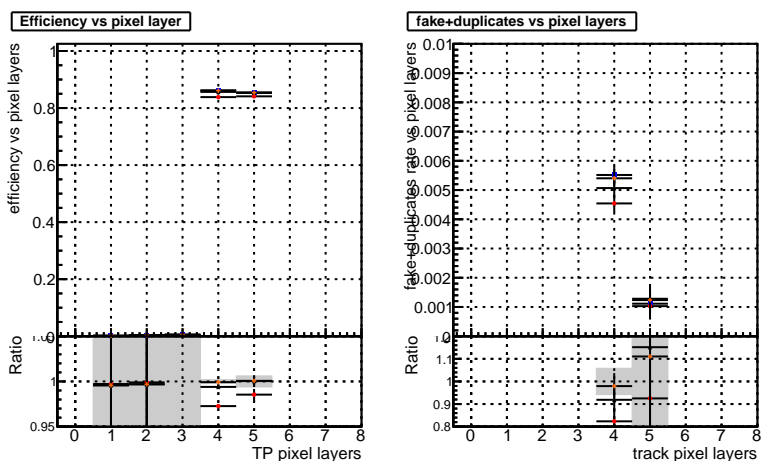 Efficiency vs pixel layer
efficiency vs pixel layers
1
0.8
0.6
0.4
0.2
0
Ratio
1
0.95
0 1 2 3 4 5 6 7 8
TP pixel layers
fake+duplicates vs pixel layers
fake+duplicates rate vs pixel layers
0.01
0.009
0.008
0.007
0.006
0.005
0.004
0.003
0.002
0.001
Ratio
1.1
1
0.9
0.8
0 1 2 3 4 5 6 7 8
track pixel layers